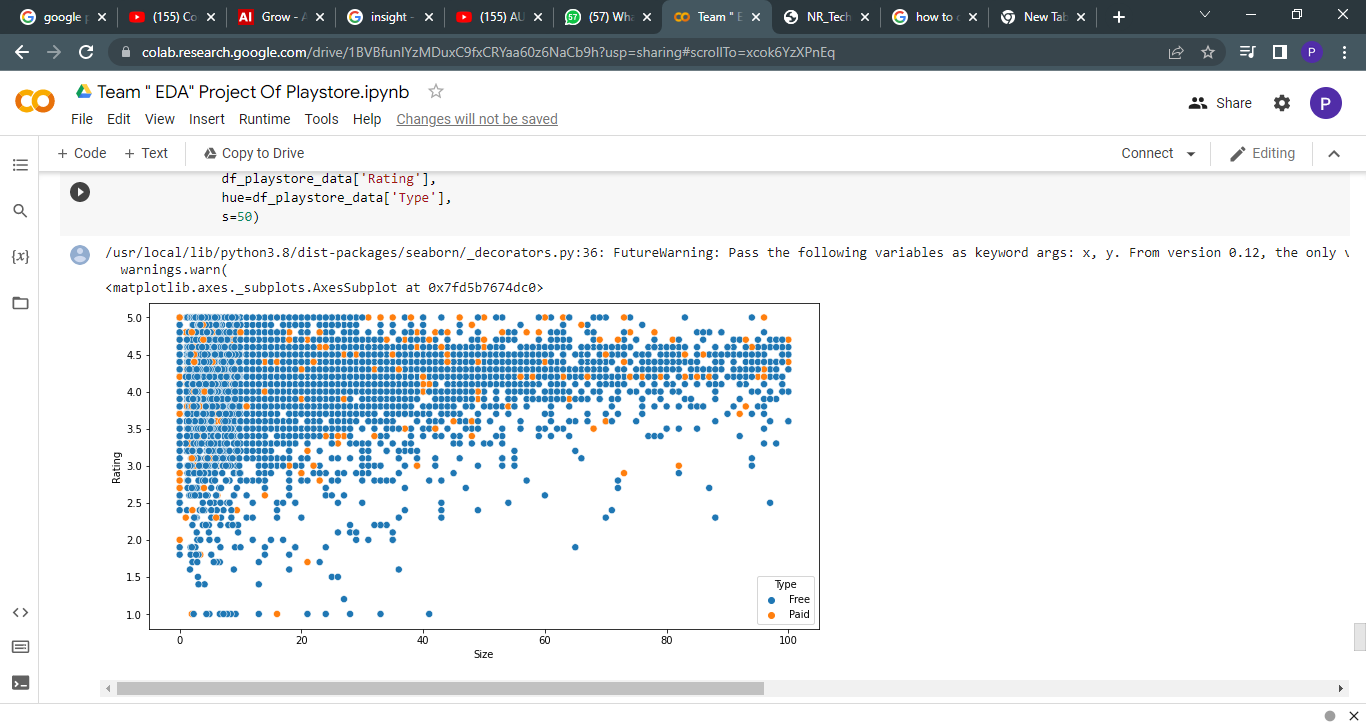 google p
(155) Co
AI Grow - A
insight -
(155) AU
57 (57) Wha
Team " E
NR_Tech
how to c
New Tab
colab.research.google.com/drive/1BVBfunIYzMDuxC9fxCRYaa60z6NaCb9h?usp=sharing#scrollTo=xcok6YzXPnEq
P
Team " EDA" Project Of Playstore.ipynb
File Edit View Insert Runtime Tools Help Changes will not be saved
Share
P
+ Code + Text Copy to Drive
Connect
Editing
df_playstore_data['Rating'],
hue=df_playstore_data['Type'],
s=50)
{x}
/usr/local/lib/python3.8/dist-packages/seaborn/_decorators.py:36: FutureWarning: Pass the following variables as keyword args: x, y. From version 0.12, the only v
warnings.warn(
<matplotlib.axes._subplots.AxesSubplot at 0x7fd5b7674dc0>
5.0
4.5
4.0
3.5
3.0
2.5
2.0
1.5
1.0
Rating
Type
Free
Paid
0 20 40 60 80 100
Size